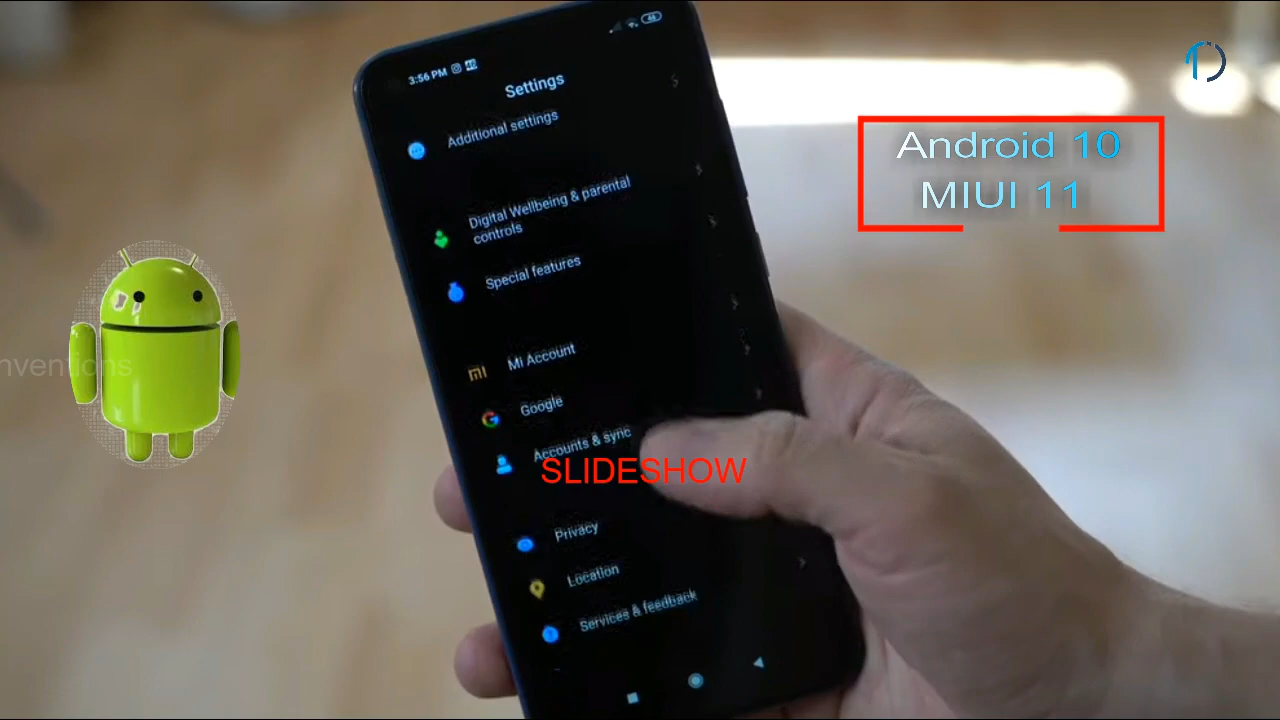 3:56 PM
46
Settings
Additional settings
Digital Wellbeing & parental
controls
Special features
Mi Account
Google
Accounts & sync
Privacy
Location
Services & feedback
Android 10
MIUI 11
nventions
SLIDESHOW